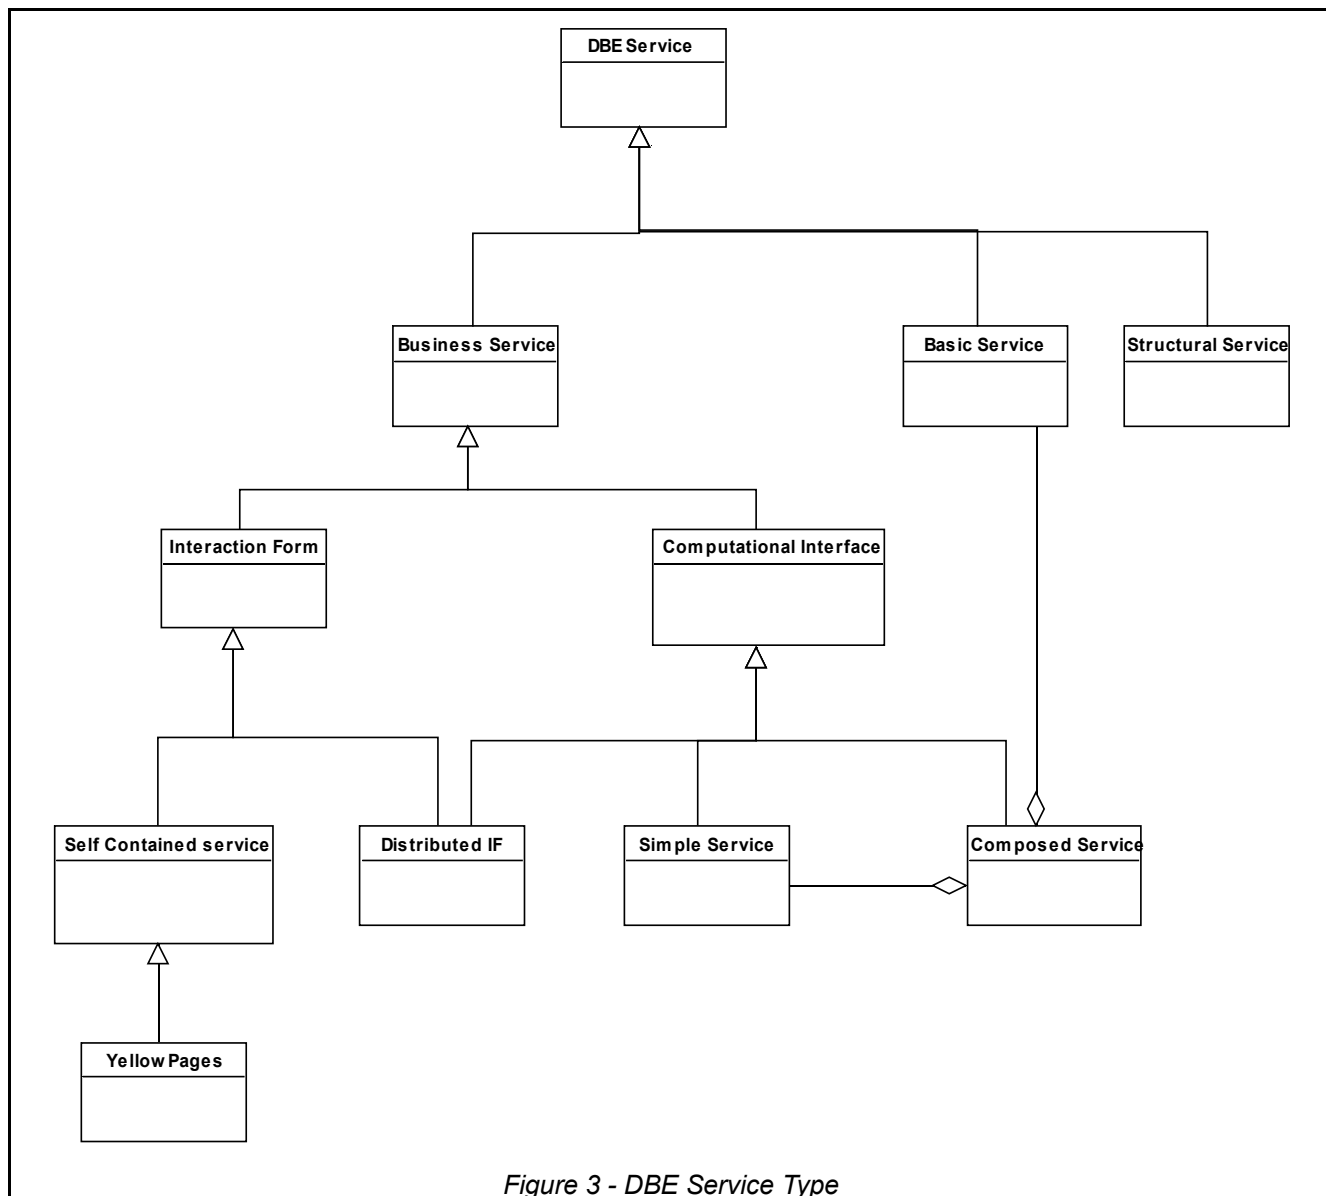 DBE Service
Business Service
Basic Service
Structural Service
Interaction Form
Computational Interface
Self Contained service
Distributed IF
Simple Service
Composed Service
Yellow Pages
Figure 3 - DBE Service Type